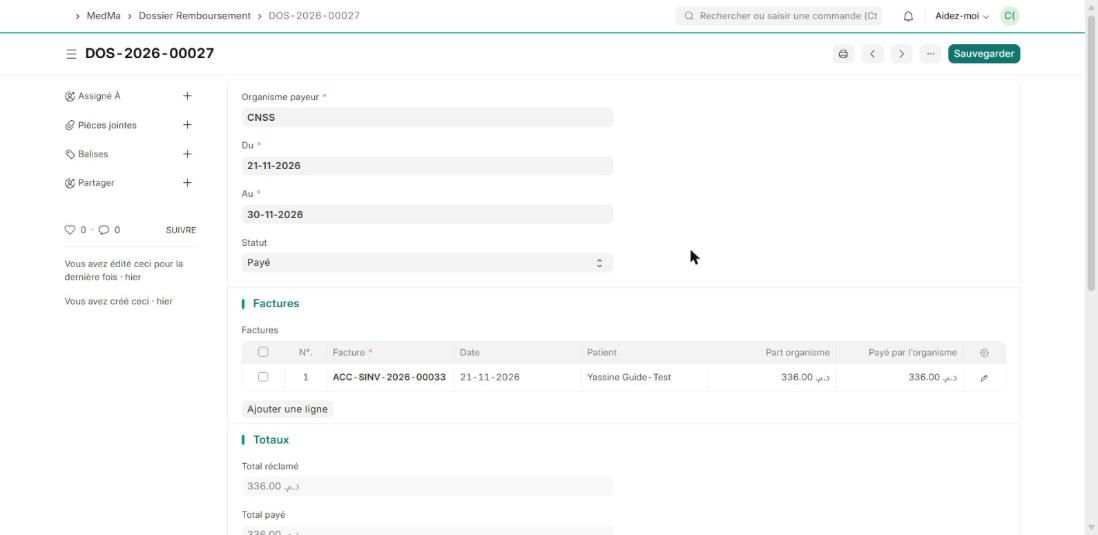 MedMa > Dossier Remboursement > DOS-2026-00027
Rechercher ou saisir une commande (Ct
Aidez-moi
C(
DOS-2026-00027
Sauvegarder
Assigné À
Pièces jointes
Balises
Partager
0 · 0 SUIVRE
Vous avez édité ceci pour la
dernière fois · hier
Vous avez créé ceci · hier
Organisme payeur *
CNSS
Du *
21-11-2026
Au *
30-11-2026
Statut
Payé
Factures
Factures
N°. Facture * Date Patient Part organisme Payé par l'organisme
1 ACC-SINV-2026-00033 21-11-2026 Yassine Guide-Test 336.00 د.م. 336.00 د.م.
Ajouter une ligne
Totaux
Total réclamé
336.00 د.م.
Total payé
336.00 د.م.